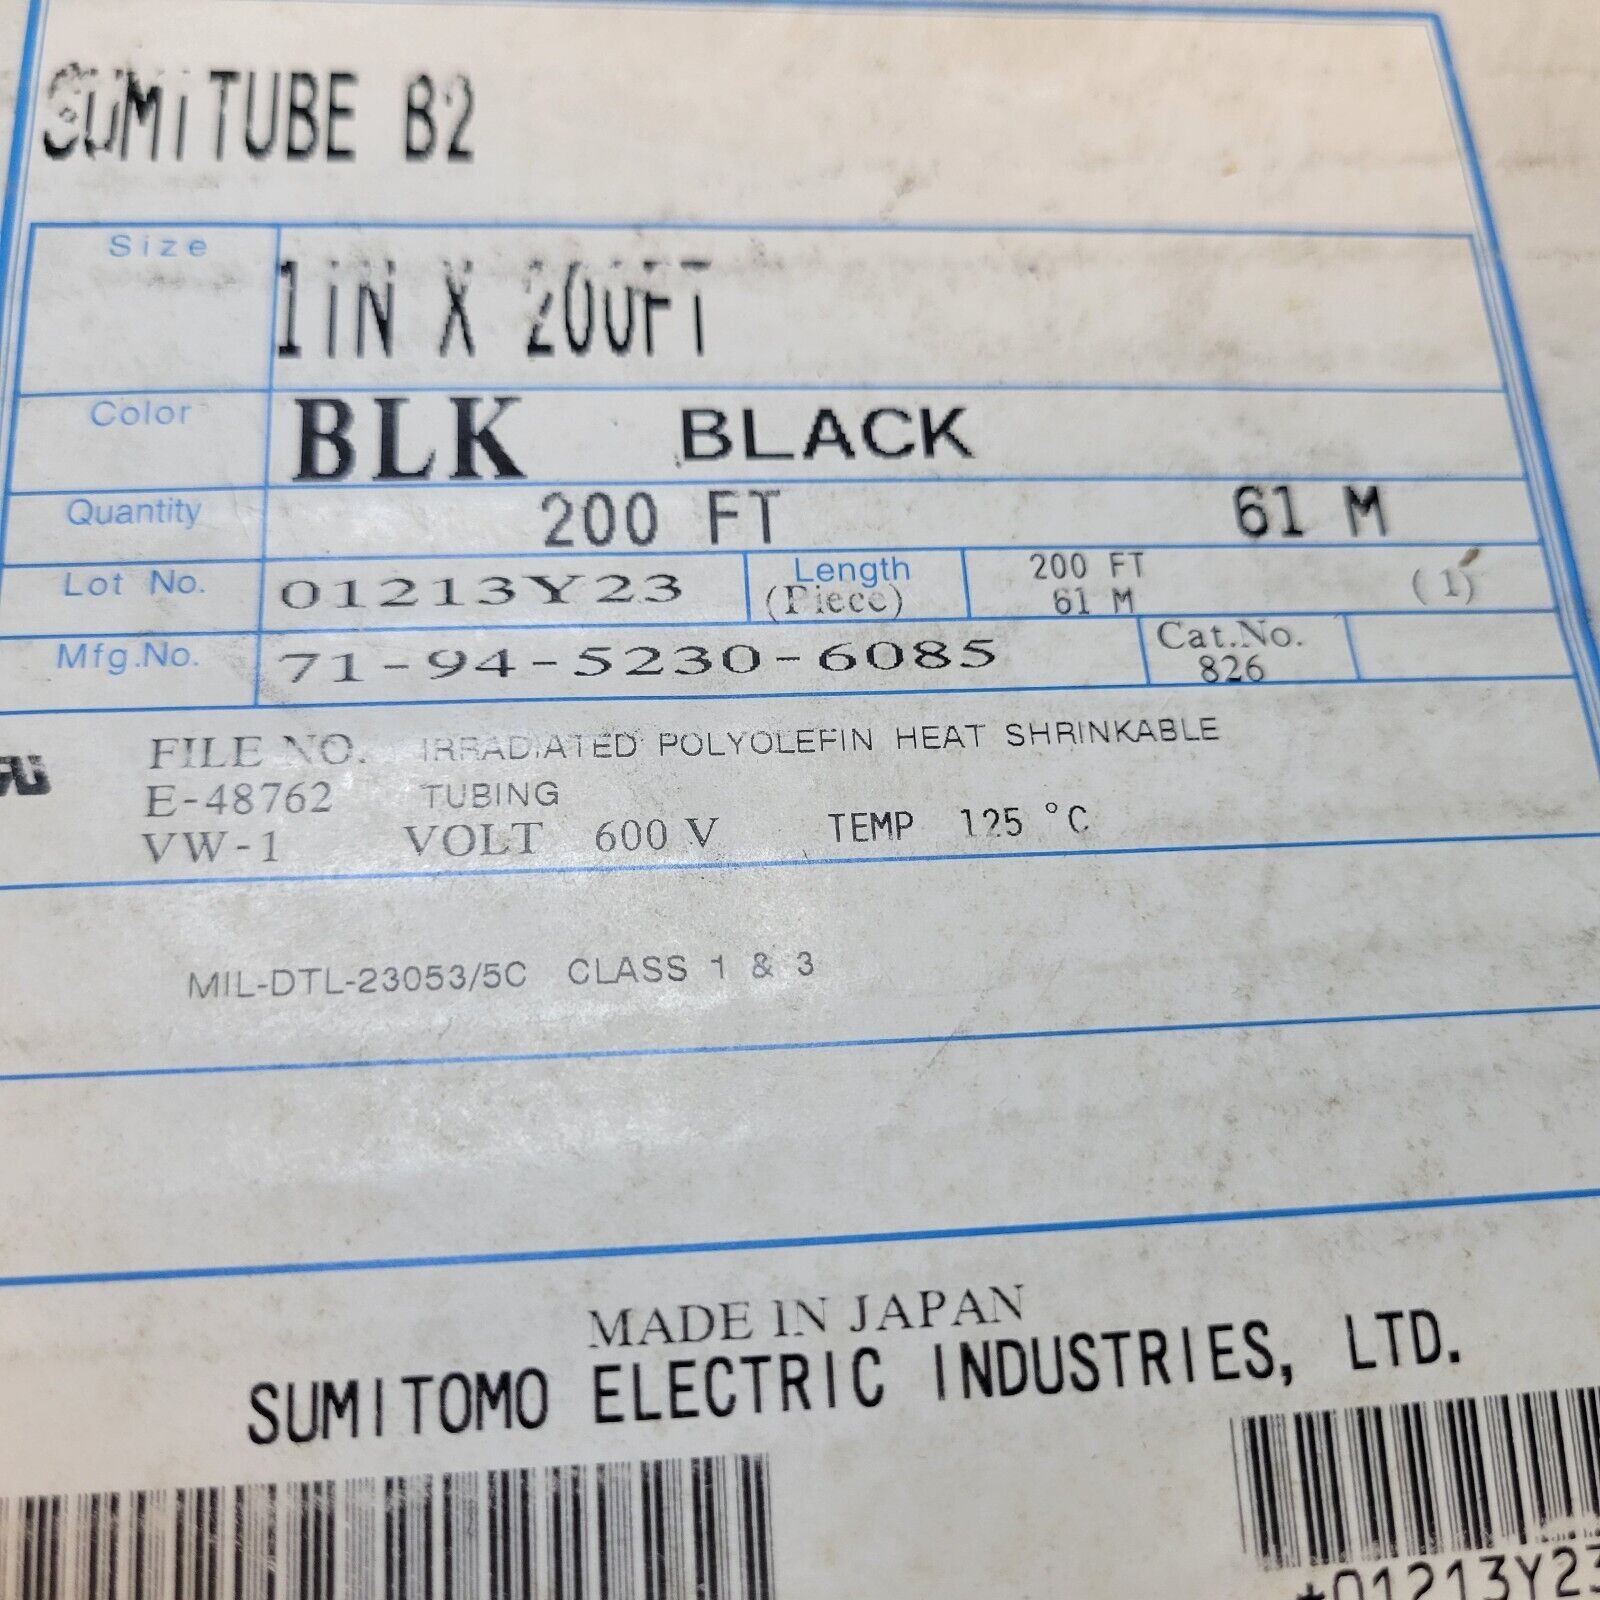 SUMITUBE B2
Size 1IN X 200FT
Color BLK BLACK
Quantity 200 FT 61 M
Lot No. 01213Y23 Length (Piece) 200 FT 61 M (1)
Mfg.No. 71-94-5230-6085 Cat.No. 826
FILE NO. IRRADIATED POLYOLEFIN HEAT SHRINKABLE
E-48762 TUBING
VW-1 VOLT 600 V TEMP 125 °C
MIL-DTL-23053/5C CLASS 1 & 3
MADE IN JAPAN
SUMITOMO ELECTRIC INDUSTRIES, LTD.
*01213Y23